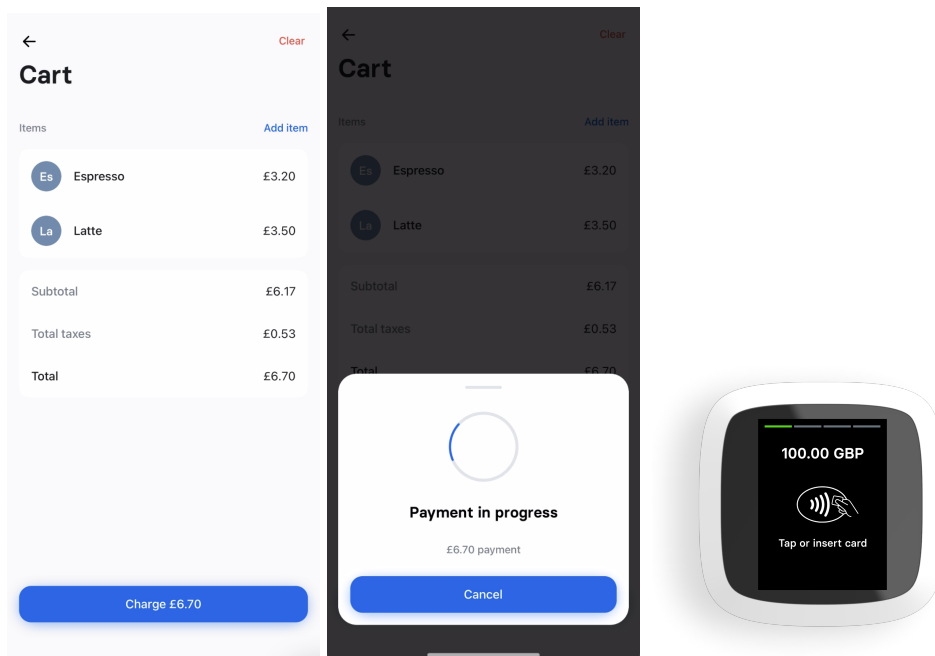 Clear
Cart
Items Add item
Es Espresso £3.20
La Latte £3.50
Subtotal £6.17
Total taxes £0.53
Total £6.70
Charge £6.70
Clear
Cart
Items Add item
Es Espresso £3.20
La Latte £3.50
Subtotal £6.17
Total taxes £0.53
Total £6.70
Payment in progress
£6.70 payment
Cancel
100.00 GBP
Tap or insert card